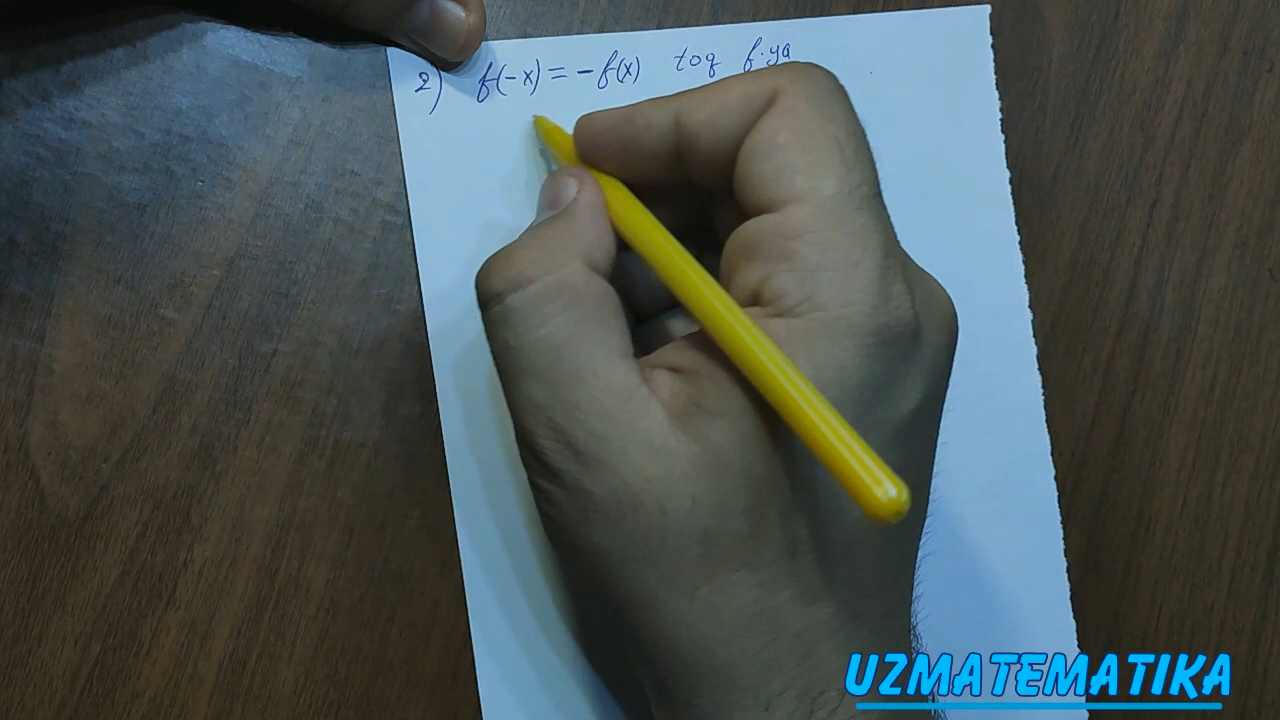 2) f(-x) = -f(x) toq f.ya
UZMATEMATIKA